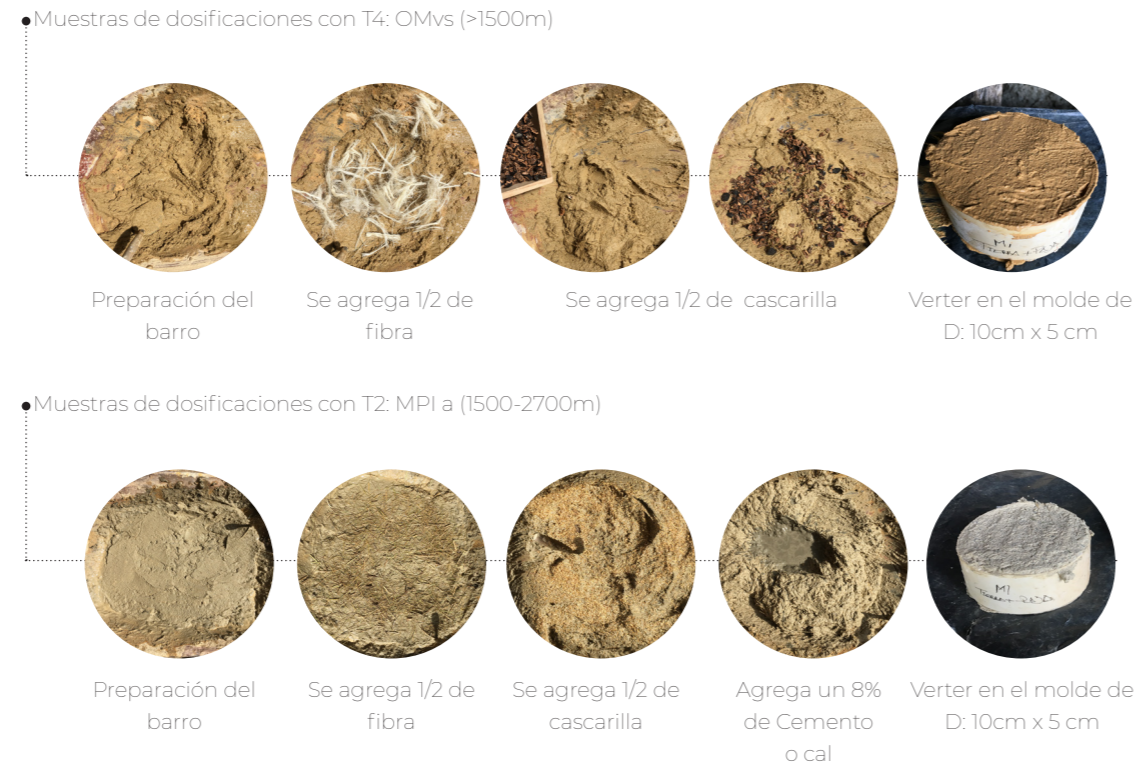 Muestras de dosificaciones con T4: OMvs (>1500m)
Preparación del
barro
Se agrega 1/2 de
fibra
Se agrega 1/2 de cascarilla
Verter en el molde de
D: 10cm x 5 cm
M1
Muestras de dosificaciones con T2: MPI a (1500-2700m)
Preparación del
barro
Se agrega 1/2 de
fibra
Se agrega 1/2 de
cascarilla
Agrega un 8%
de Cemento
o cal
Verter en el molde de
D: 10cm x 5 cm
M1